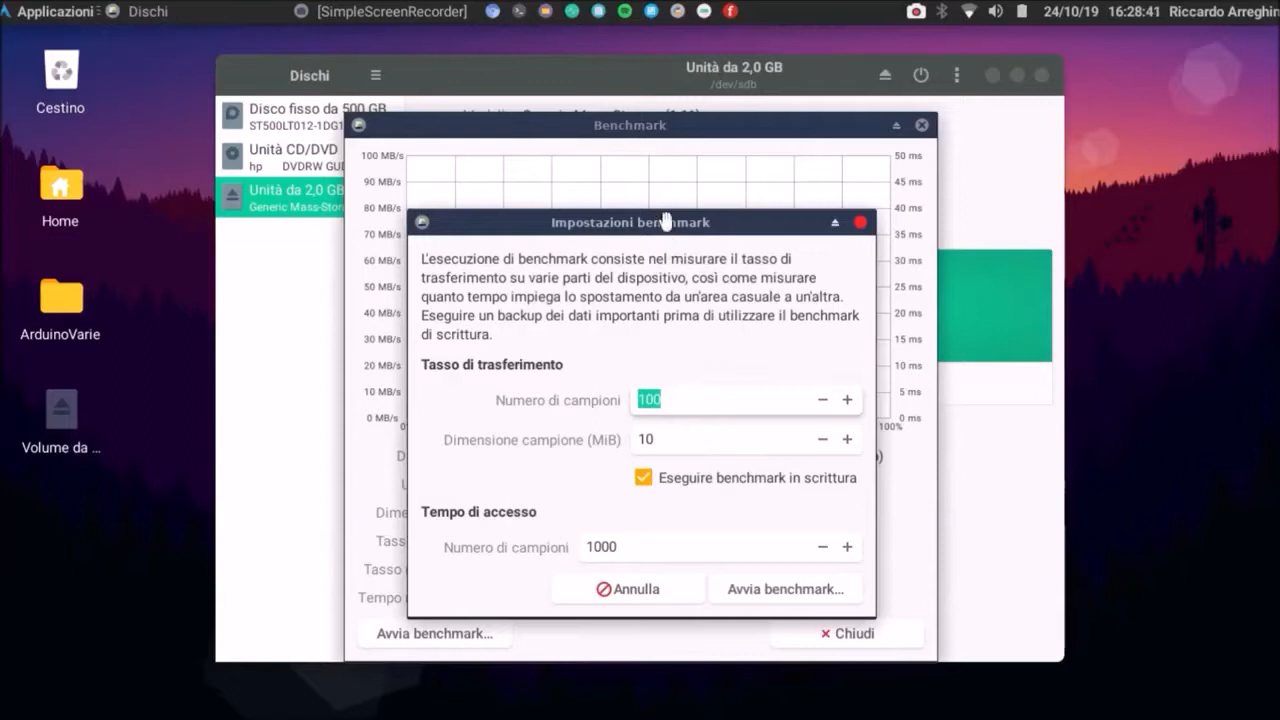 Applicazioni
Dischi
[SimpleScreenRecorder]
24/10/19
16:28:41
Riccardo Arreghin
Cestino
Home
ArduinoVarie
Volume da ...
Dischi
Unità da 2,0 GB
/dev/sdb
Disco fisso da 500 GB
ST500LT012-1DG1
Unità CD/DVD
hp DVDRW GU
Unità da 2,0 GB
Generic Mass-Stor
Benchmark
100 MB/s
90 MB/s
80 MB/s
70 MB/s
60 MB/s
50 MB/s
40 MB/s
30 MB/s
20 MB/s
10 MB/s
0 MB/s
50 ms
45 ms
40 ms
35 ms
30 ms
25 ms
20 ms
15 ms
10 ms
5 ms
0 ms
100%
Impostazioni benchmark
L'esecuzione di benchmark consiste nel misurare il tasso di
trasferimento su varie parti del dispositivo, così come misurare
quanto tempo impiega lo spostamento da un'area casuale a un'altra.
Eseguire un backup dei dati importanti prima di utilizzare il benchmark
di scrittura.
Tasso di trasferimento
Numero di campioni 100
Dimensione campione (MiB) 10
Eseguire benchmark in scrittura
Tempo di accesso
Numero di campioni 1000
Annulla
Avvia benchmark...
Dime
Tass
Tasso
Tempo
Avvia benchmark...
Chiudi